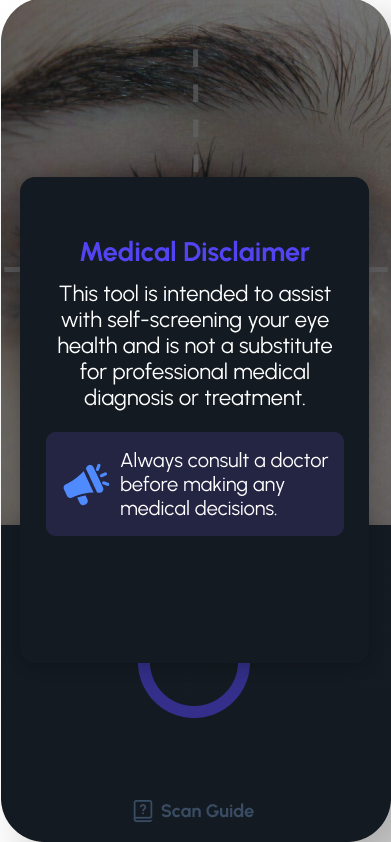 Medical Disclaimer
This tool is intended to assist
with self-screening your eye
health and is not a substitute
for professional medical
diagnosis or treatment.
Always consult a doctor
before making any
medical decisions.
Scan Guide